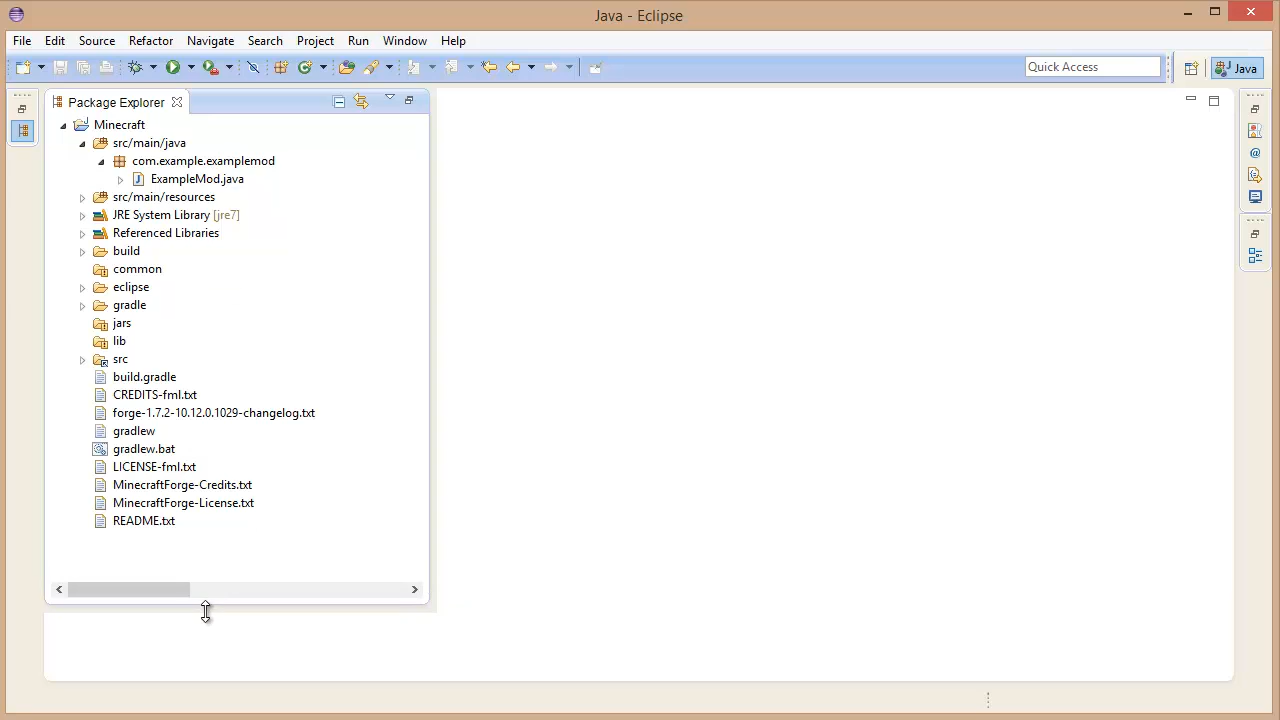 Java - Eclipse
File Edit Source Refactor Navigate Search Project Run Window Help
Quick Access
Java
Package Explorer
Minecraft
src/main/java
com.example.examplemod
ExampleMod.java
src/main/resources
JRE System Library [jre7]
Referenced Libraries
build
common
eclipse
gradle
jars
lib
src
build.gradle
CREDITS-fml.txt
forge-1.7.2-10.12.0.1029-changelog.txt
gradlew
gradlew.bat
LICENSE-fml.txt
MinecraftForge-Credits.txt
MinecraftForge-License.txt
README.txt